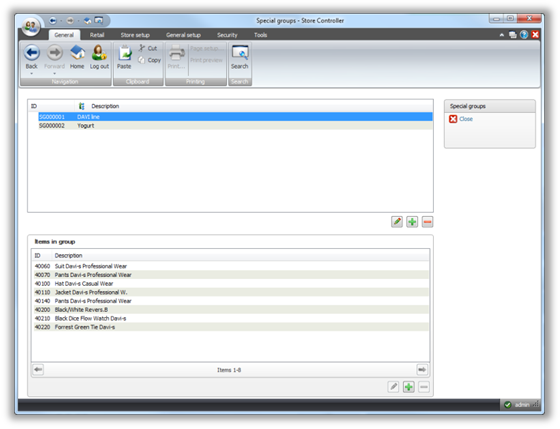 Special groups - Store Controller
General Retail Store setup General setup Security Tools
Back Forward Home Log out Paste Cut Copy Print... Page setup... Print preview Search
Navigation Clipboard Printing Search
ID Description
SG000001 DAVI line
SG000002 Yogurt
Special groups
Close
Items in group
ID Description
40060 Suit Davi-s Professional Wear
40070 Pants Davi-s Professional Wear
40100 Hat Davi-s Casual Wear
40110 Jacket Davi-s Professional W.
40140 Pants Davi-s Professional Wear
40200 Black/White Revers.B
40210 Black Dice Flow Watch Davi-s
40220 Forrest Green Tie Davi-s
Items 1-8
admin